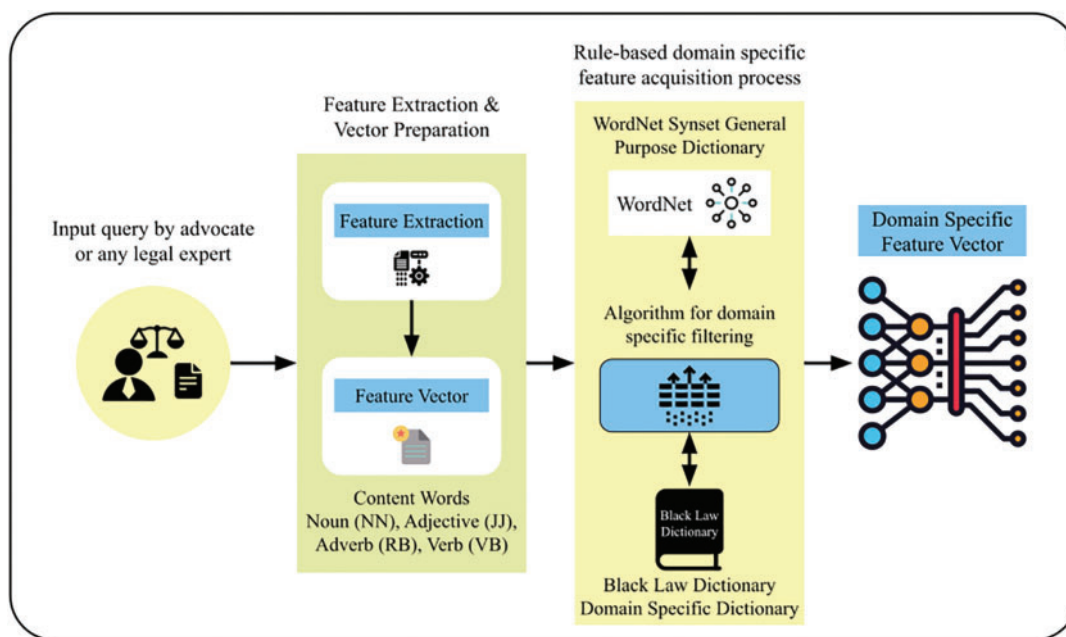 Input query by advocate
or any legal expert
Feature Extraction &
Vector Preparation
Feature Extraction
Feature Vector
Content Words
Noun (NN), Adjective (JJ),
Adverb (RB), Verb (VB)
Rule-based domain specific
feature acquisition process
WordNet Synset General
Purpose Dictionary
WordNet
Algorithm for domain
specific filtering
Black Law
Dictionary
Black Law Dictionary
Domain Specific Dictionary
Domain Specific
Feature Vector